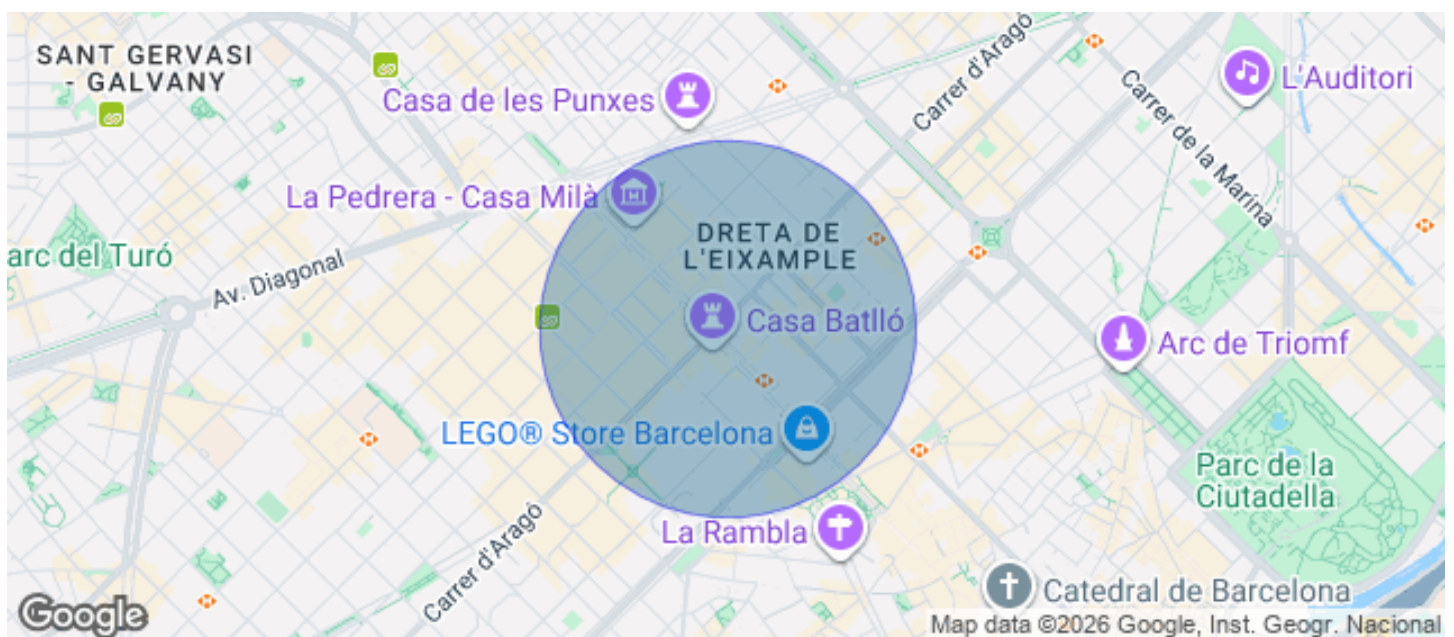 SANT GERVASI
- GALVANY
Casa de les Punxes
Carrer d'Aragó
L'Auditori
Carrer de la Marina
La Pedrera - Casa Milà
DRETA DE
L'EIXAMPLE
arc del Turó
Av. Diagonal
Casa Batlló
Arc de Triomf
LEGO® Store Barcelona
Parc de la
Ciutadella
La Rambla
Carrer d'Aragó
Catedral de Barcelona
Google
Map data ©2026 Google, Inst. Geogr. Nacional